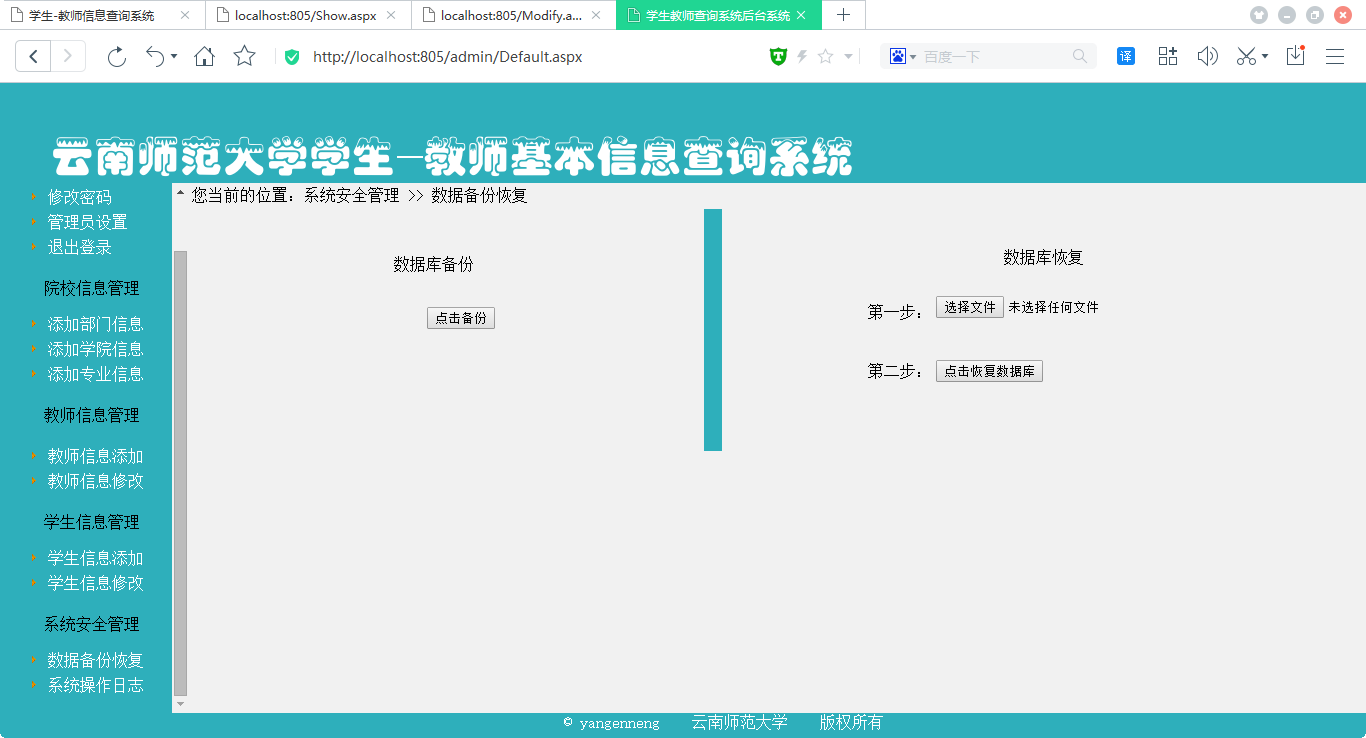 学生-教师信息查询系统
localhost:805/Show.aspx
localhost:805/Modify.a...
学生教师查询系统后台系统
http://localhost:805/admin/Default.aspx
百度一下
译
云南师范大学学生—教师基本信息查询系统
修改密码
管理员设置
退出登录
院校信息管理
添加部门信息
添加学院信息
添加专业信息
教师信息管理
教师信息添加
教师信息修改
学生信息管理
学生信息添加
学生信息修改
系统安全管理
数据备份恢复
系统操作日志
您当前的位置：系统安全管理 >> 数据备份恢复
数据库备份
点击备份
数据库恢复
第一步： 选择文件 未选择任何文件
第二步： 点击恢复数据库
© yangenneng 云南师范大学 版权所有